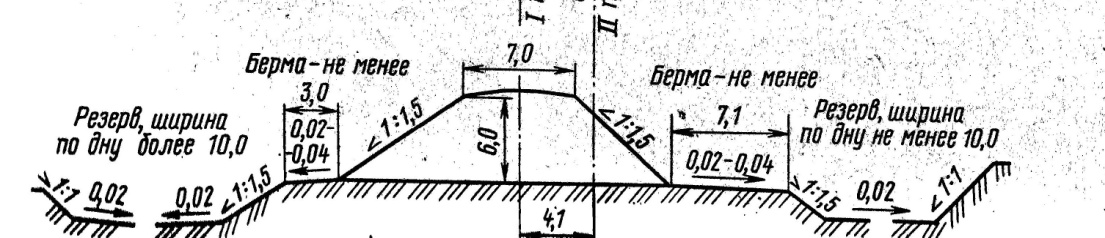 I п
II п
7,0
Берма-не менее
3,0
Берма-не менее
7,1
Резерв, ширина
по дну более 10,0
Резерв, ширина
по дну не менее 10,0
0,02-
-0,04
1:1,5
6,0
1:1,5
0,02-0,04
1:1
0,02
0,02
1:1,5
1:1,5
0,02
1:1
4,1